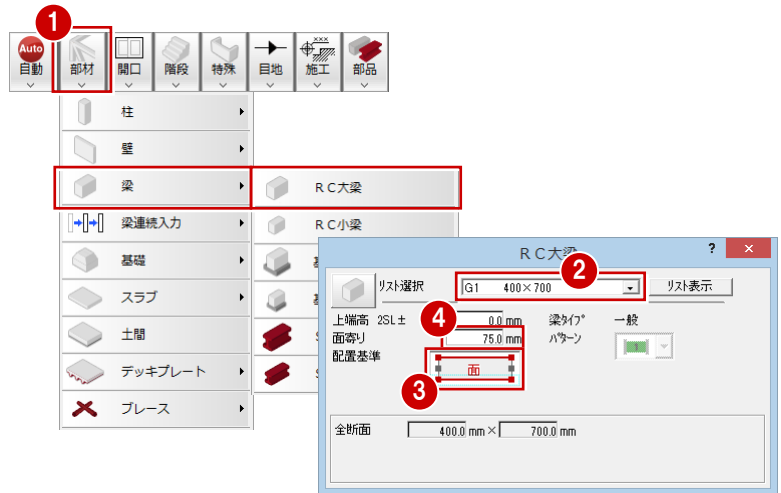 1
Auto
自動
部材
開口
階段
特殊
目地
×××
施工
部品
柱
壁
梁
RC大梁
梁連続入力
RC小梁
基礎
スラブ
土間
デッキプレート
ブレース
RC大梁
?
×
2
リスト選択
G1 400×700
リスト表示
上端高 2SL±
0.0 mm
梁タイプ 一般
4
面寄り
75.0 mm
パターン
1
配置基準
面
3
全断面
400.0 mm × 700.0 mm